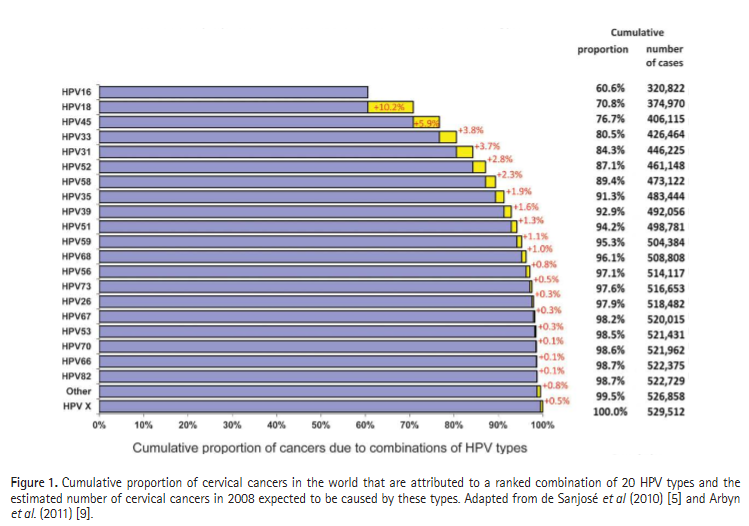 Cumulative
proportion number
of cases
HPV16 60.6% 320,822
HPV18 +10.2% 70.8% 374,970
HPV45 +5.9% 76.7% 406,115
HPV33 +3.8% 80.5% 426,464
HPV31 +3.7% 84.3% 446,225
HPV52 +2.8% 87.1% 461,148
HPV58 +2.3% 89.4% 473,122
HPV35 +1.9% 91.3% 483,444
HPV39 +1.6% 92.9% 492,056
HPV51 +1.3% 94.2% 498,781
HPV59 +1.1% 95.3% 504,384
HPV68 +1.0% 96.1% 508,808
HPV56 +0.8% 97.1% 514,117
HPV73 +0.5% 97.6% 516,653
HPV26 +0.3% 97.9% 518,482
HPV67 +0.3% 98.2% 520,015
HPV53 +0.3% 98.5% 521,431
HPV70 +0.1% 98.6% 521,962
HPV66 +0.1% 98.7% 522,375
HPV82 +0.1% 98.7% 522,729
Other +0.8% 99.5% 526,858
HPV X +0.5% 100.0% 529,512
0% 10% 20% 30% 40% 50% 60% 70% 80% 90% 100%
Cumulative proportion of cancers due to combinations of HPV types
Figure 1. Cumulative proportion of cervical cancers in the world that are attributed to a ranked combination of 20 HPV types and the
estimated number of cervical cancers in 2008 expected to be caused by these types. Adapted from de Sanjosé et al (2010) [5] and Arbyn
et al. (2011) [9].